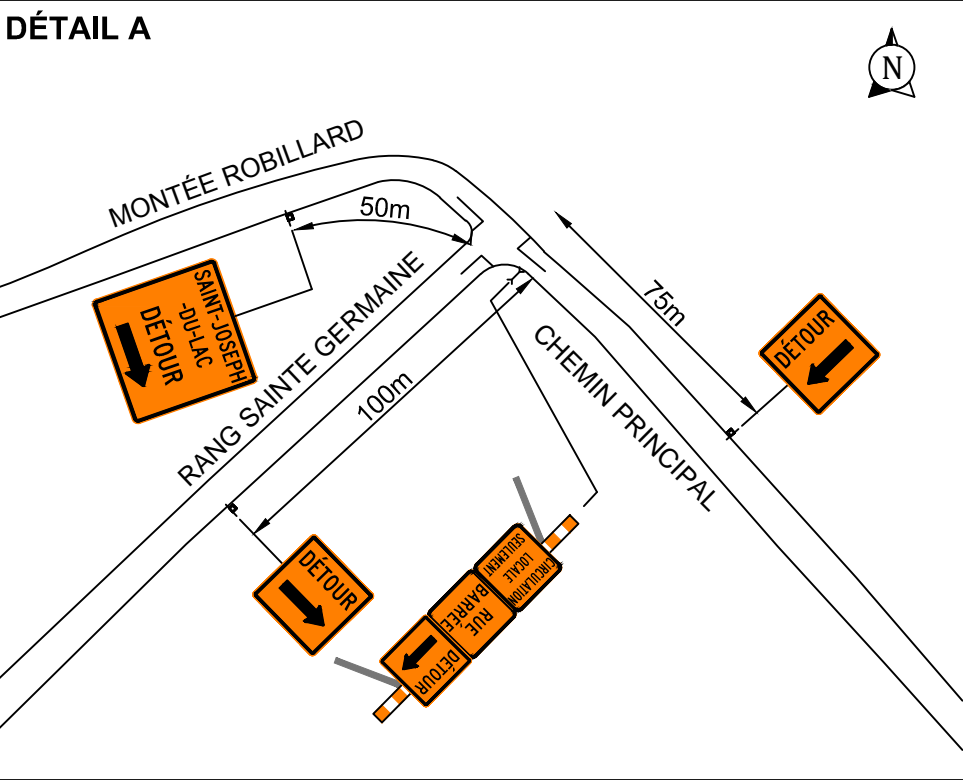 DÉTAIL A
N
MONTÉE ROBILLARD
50m
SAINT-JOSEPH
-DU-LAC
DÉTOUR
RANG SAINTE GERMAINE
100m
75m
CHEMIN PRINCIPAL
DÉTOUR
DÉTOUR
CIRCULATION
LOCALE
SEULEMENT
RUE
BARRÉE
DÉTOUR